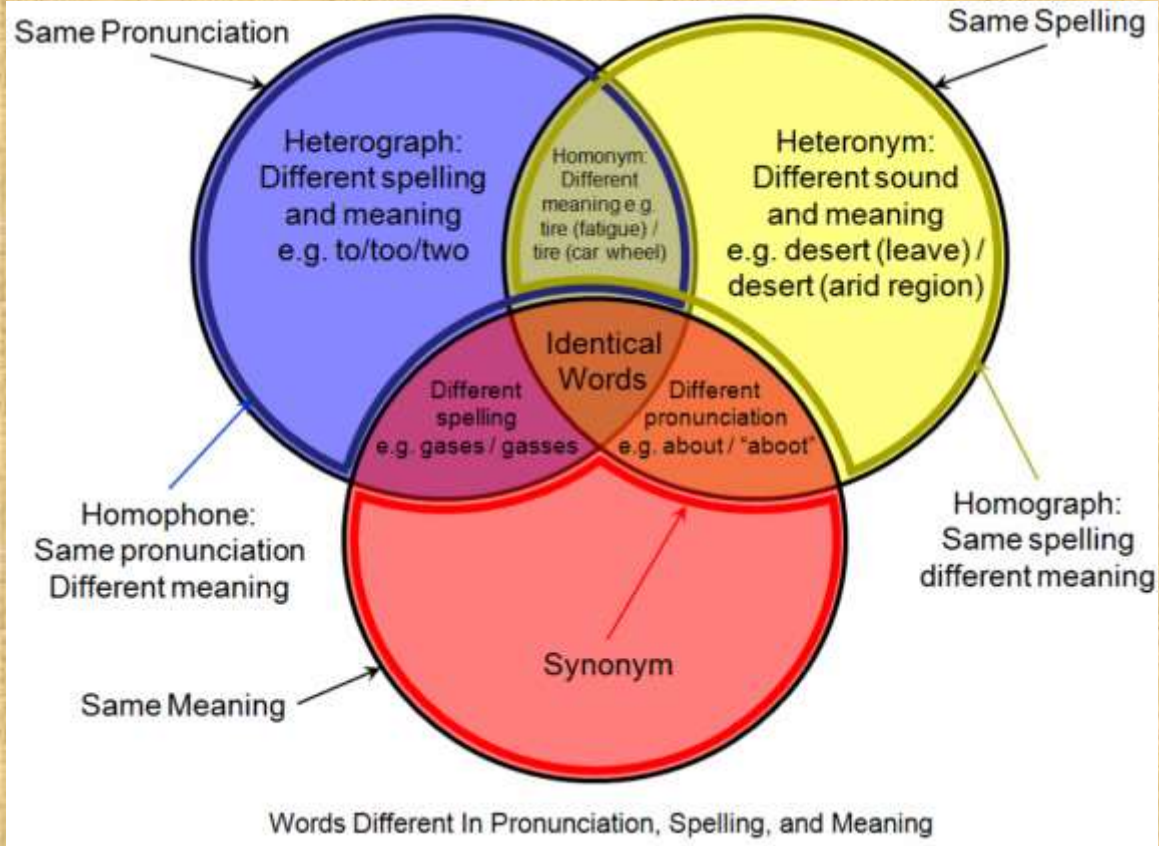 Same Pronunciation
Same Spelling
Heterograph:
Different spelling
and meaning
e.g. to/too/two
Homonym:
Different
meaning e.g.
tire (fatigue) /
tire (car wheel)
Heteronym:
Different sound
and meaning
e.g. desert (leave) /
desert (arid region)
Identical
Words
Different
spelling
e.g. gases / gasses
Different
pronunciation
e.g. about / “aboot”
Homophone:
Same pronunciation
Different meaning
Homograph:
Same spelling
different meaning
Synonym
Same Meaning
Words Different In Pronunciation, Spelling, and Meaning